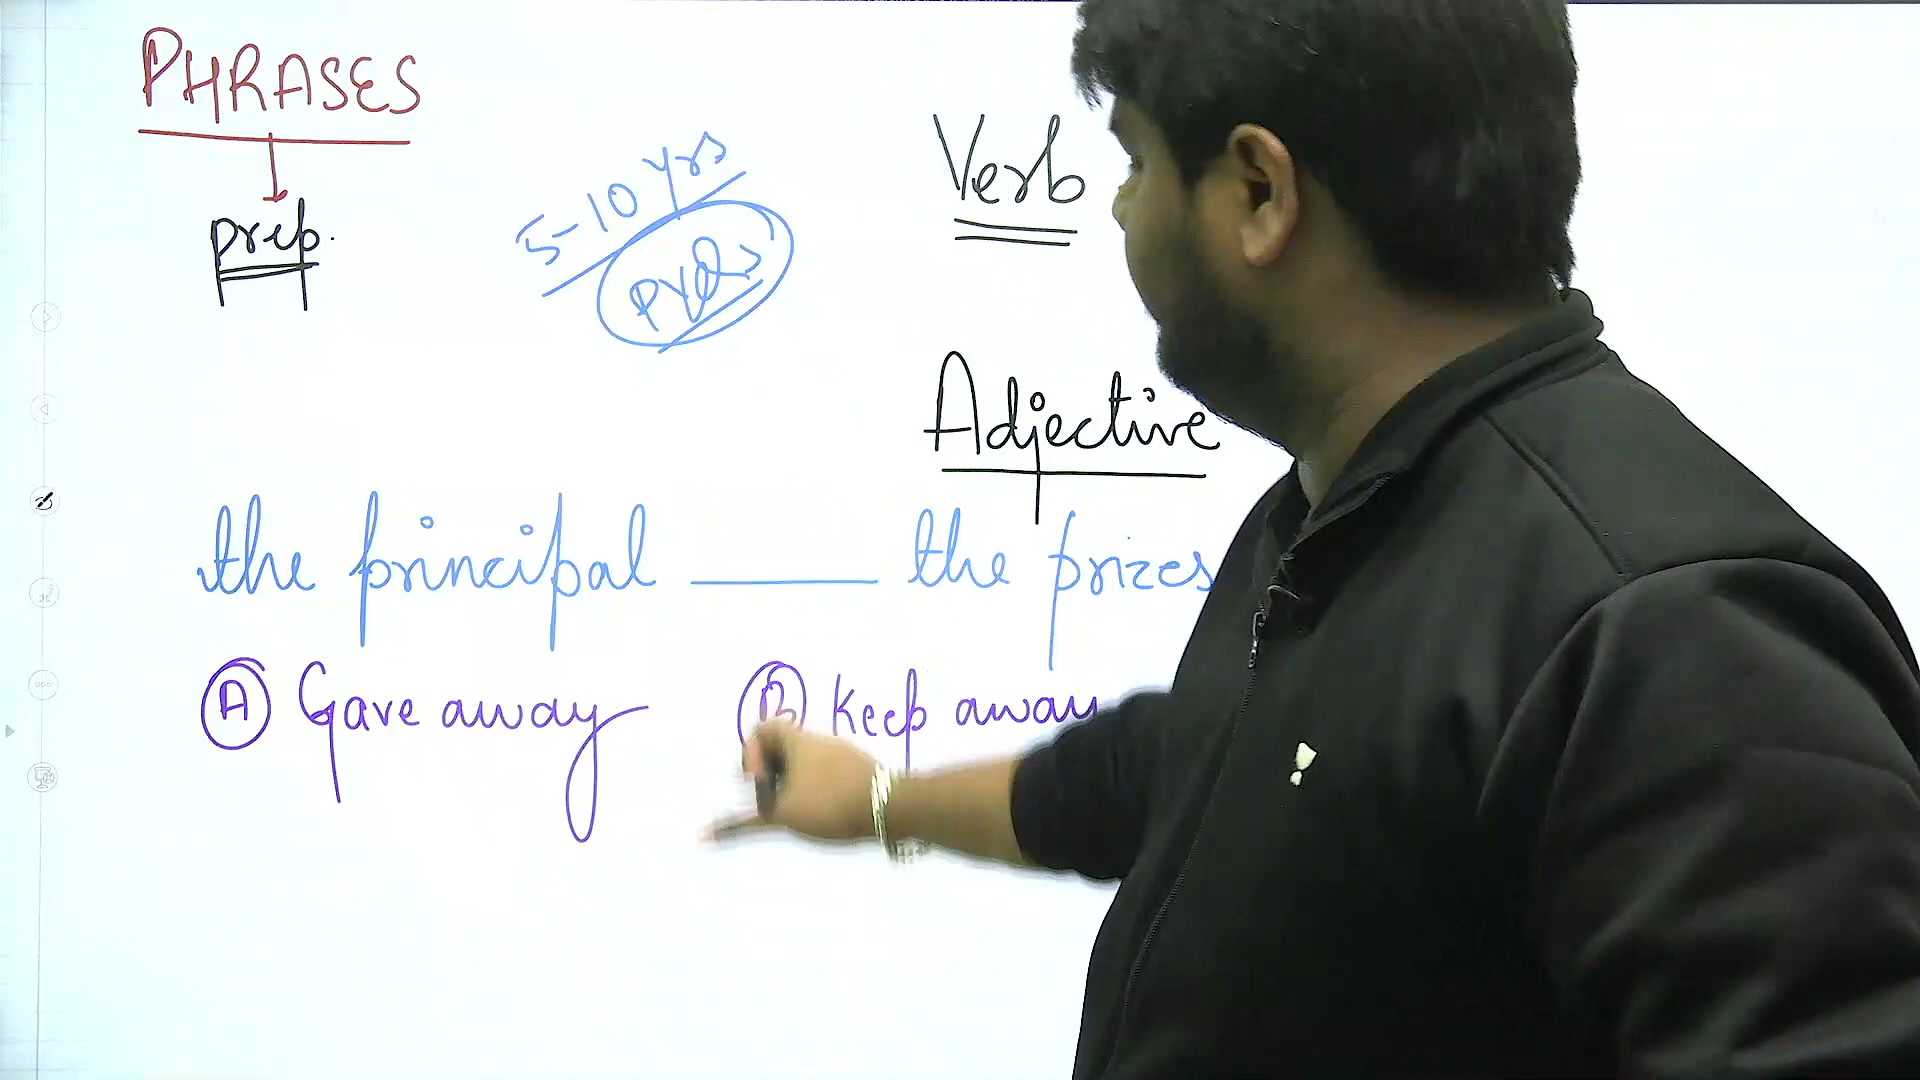 PHRASES
prep.
5-10 yrs
PYQs
Verb
Adjective
the principal ______ the prizes
A Gave away
B Keep away